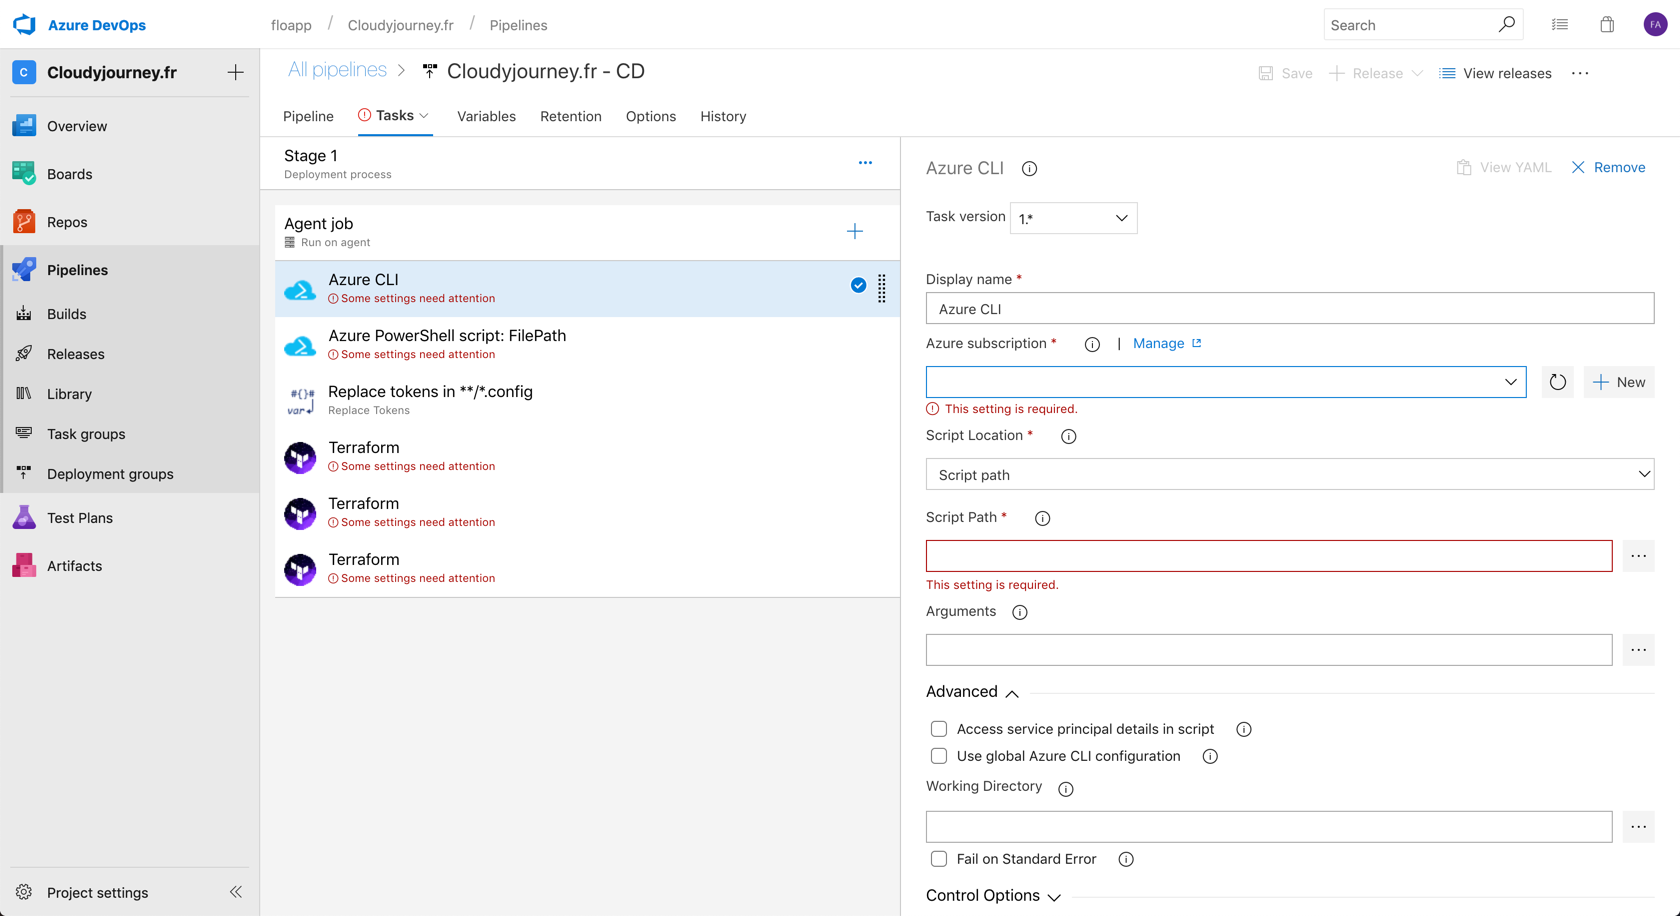 Azure DevOps
floapp / Cloudyjourney.fr / Pipelines
Search
FA
C Cloudyjourney.fr
Overview
Boards
Repos
Pipelines
Builds
Releases
Library
Task groups
Deployment groups
Test Plans
Artifacts
Project settings
All pipelines > Cloudyjourney.fr - CD
Save
Release
View releases
...
Pipeline
Tasks
Variables
Retention
Options
History
Stage 1
Deployment process
...
Agent job
Run on agent
Azure CLI
Some settings need attention
Azure PowerShell script: FilePath
Some settings need attention
#{}#
var
Replace tokens in **/*.config
Replace Tokens
Terraform
Some settings need attention
Terraform
Some settings need attention
Terraform
Some settings need attention
Azure CLI
View YAML
Remove
Task version 1.*
Display name *
Azure CLI
Azure subscription * | Manage
New
This setting is required.
Script Location *
Script path
Script Path *
...
This setting is required.
Arguments
...
Advanced
Access service principal details in script
Use global Azure CLI configuration
Working Directory
...
Fail on Standard Error
Control Options